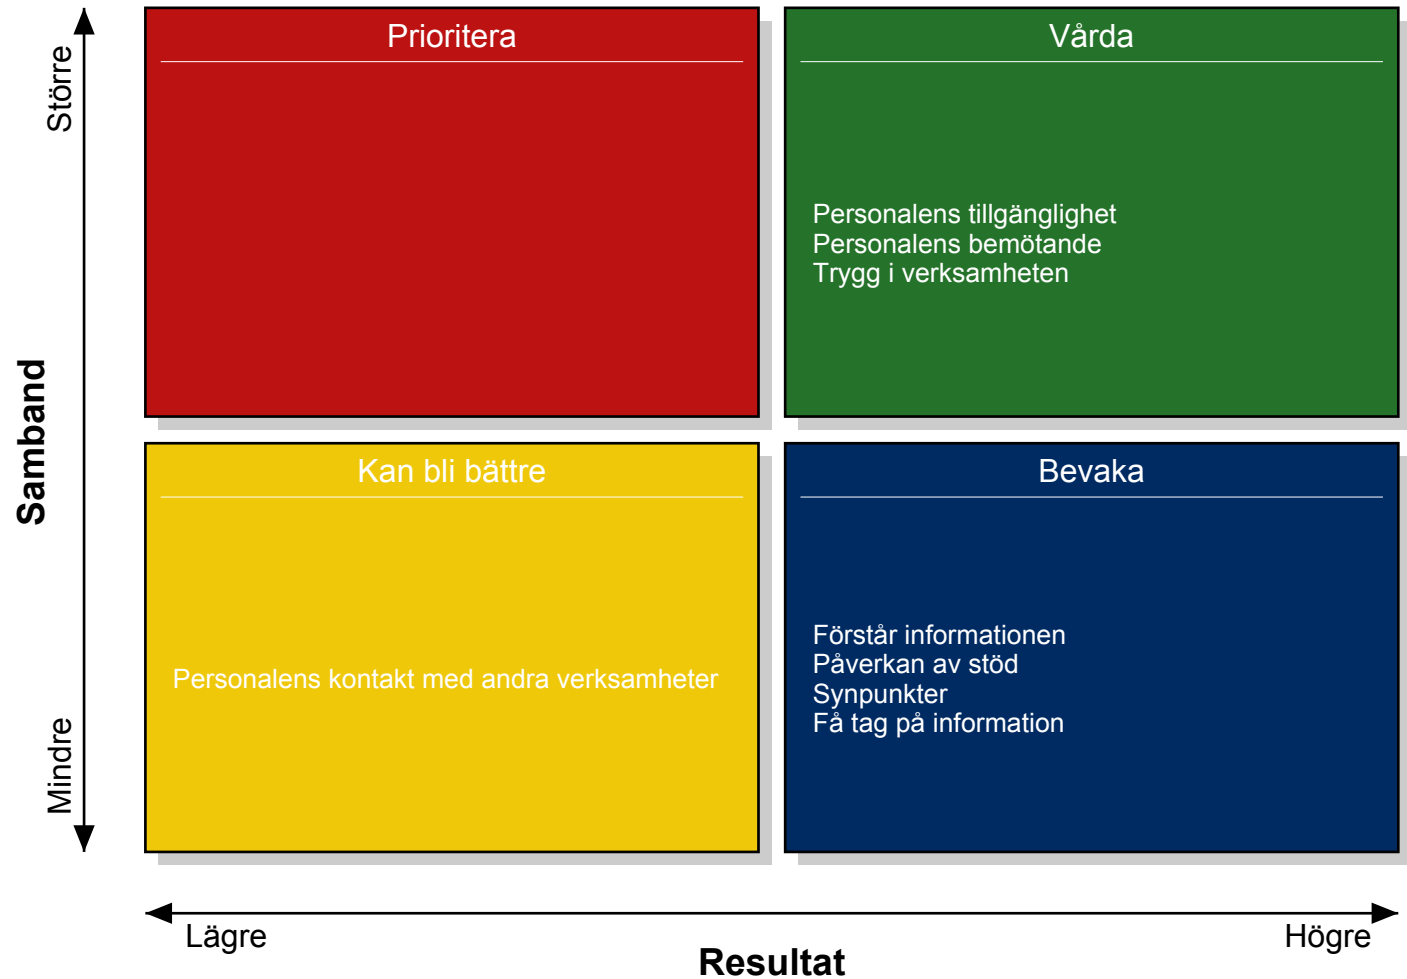 Större
Samband
Mindre
Prioritera
Vårda
Personalens tillgänglighet
Personalens bemötande
Trygg i verksamheten
Kan bli bättre
Personalens kontakt med andra verksamheter
Bevaka
Förstår informationen
Påverkan av stöd
Synpunkter
Få tag på information
Lägre
Högre
Resultat